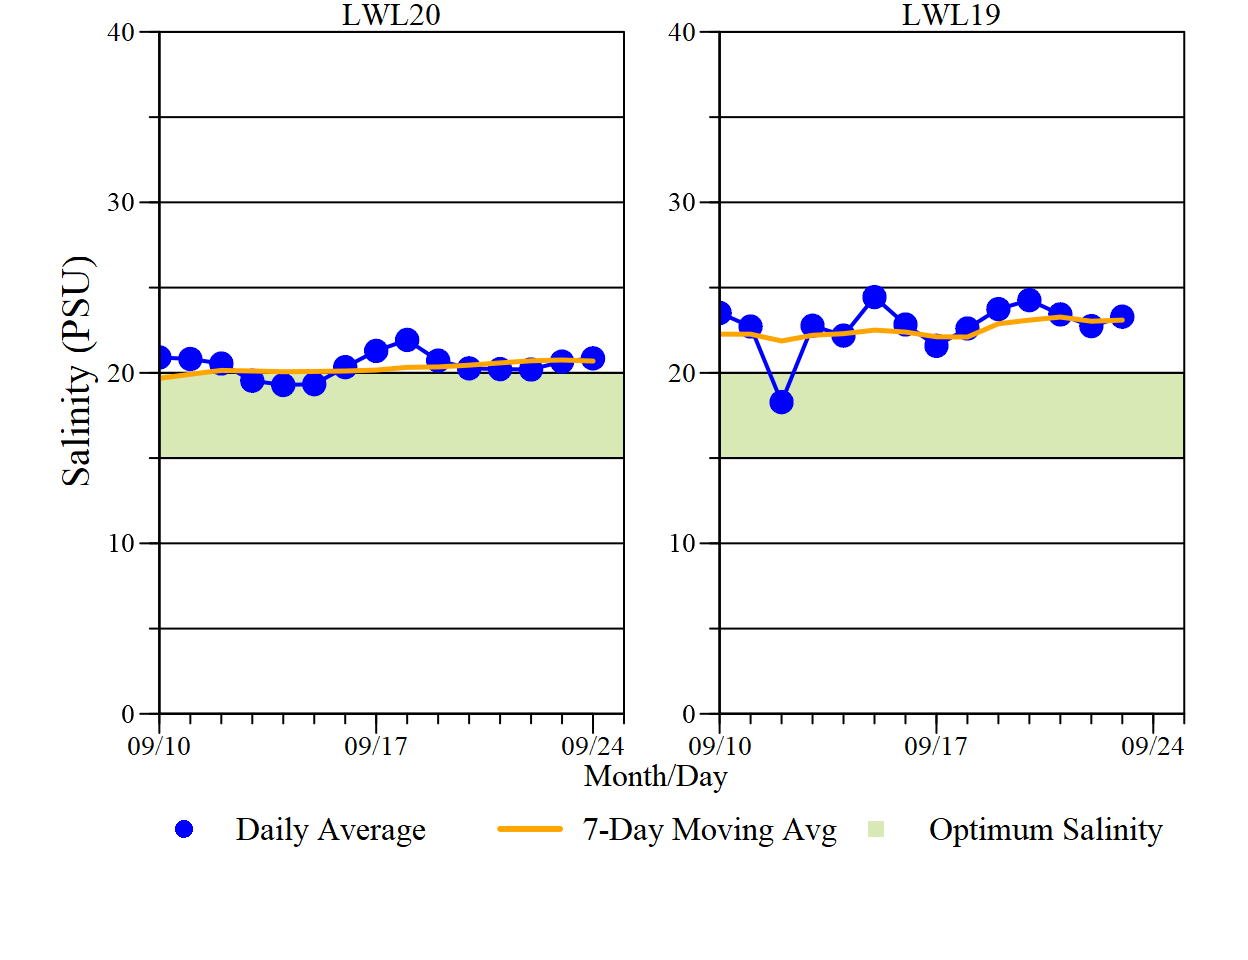 LWL20 LWL19
40 40
30 30
20 20
10 10
0 0
Salinity (PSU)
09/10 09/17 09/24 09/10 09/17 09/24
Month/Day
Daily Average 7-Day Moving Avg Optimum Salinity